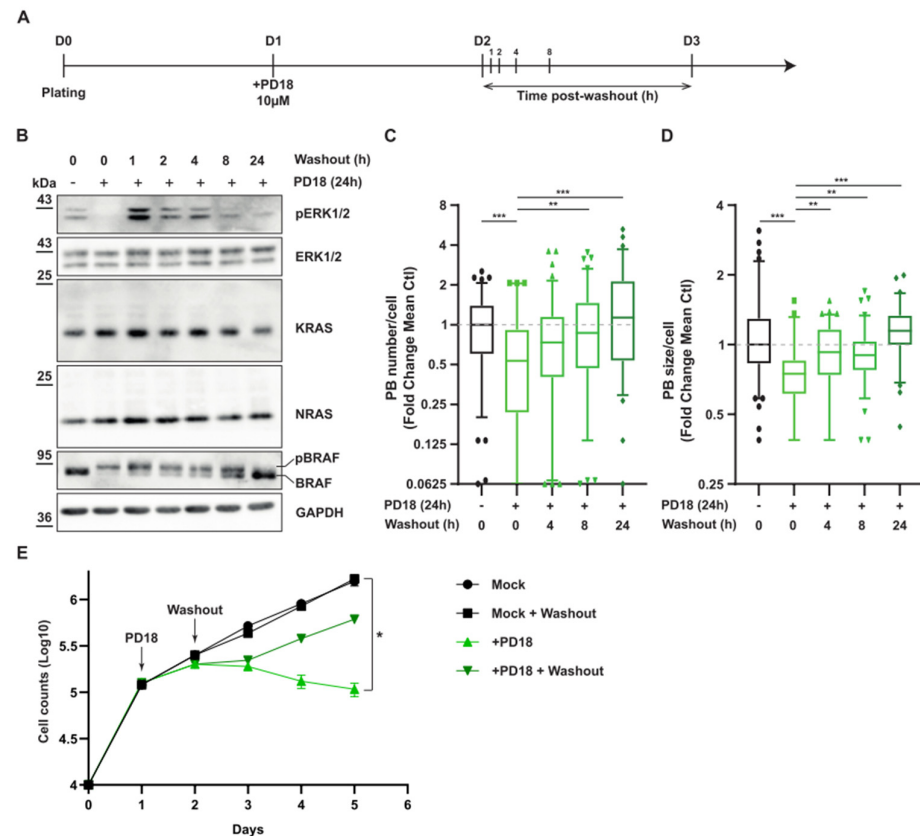 A
D0
D1
D2
1
2
4
8
D3
Plating
+PD18
10µM
Time post-washout (h)
B
0 0 1 2 4 8 24 Washout (h)
kDa - + + + + + + PD18 (24h)
43
pERK1/2
43
ERK1/2
25
KRAS
25
NRAS
95
pBRAF
BRAF
GAPDH
36
C
***
**
***
PB number/cell
(Fold Change Mean Ctl)
8
4
2
1
0.5
0.25
0.125
0.0625
PD18 (24h) - + + + +
Washout (h) 0 0 4 8 24
D
***
**
**
***
PB size/cell
(Fold Change Mean Ctl)
4
2
1
0.5
0.25
PD18 (24h) - + + + +
Washout (h) 0 0 4 8 24
E
Cell counts (Log10)
6
5.5
5
4.5
4
PD18
Washout
*
0 1 2 3 4 5 6
Days
Mock
Mock + Washout
+PD18
+PD18 + Washout